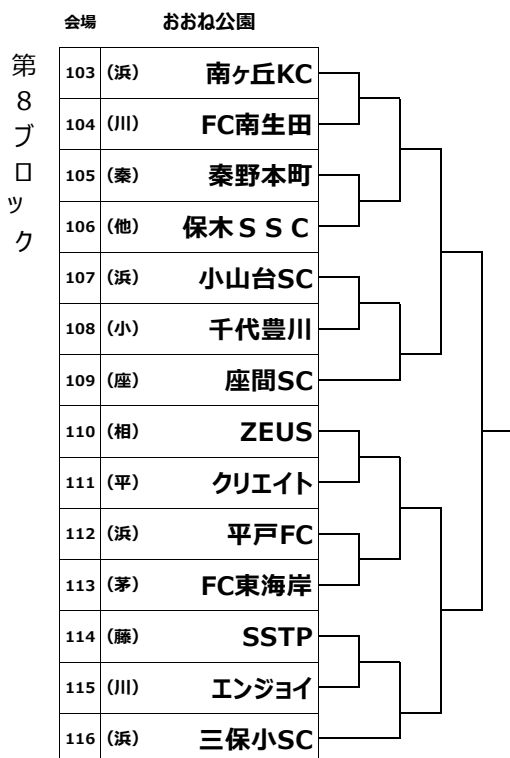 会場 おおね公園
第8ブロック
103 (浜) 南ヶ丘KC
104 (川) FC南生田
105 (秦) 秦野本町
106 (他) 保木ＳＳＣ
107 (浜) 小山台SC
108 (小) 千代豊川
109 (座) 座間SC
110 (相) ZEUS
111 (平) クリエイト
112 (浜) 平戸FC
113 (茅) FC東海岸
114 (藤) SSTP
115 (川) エンジョイ
116 (浜) 三保小SC